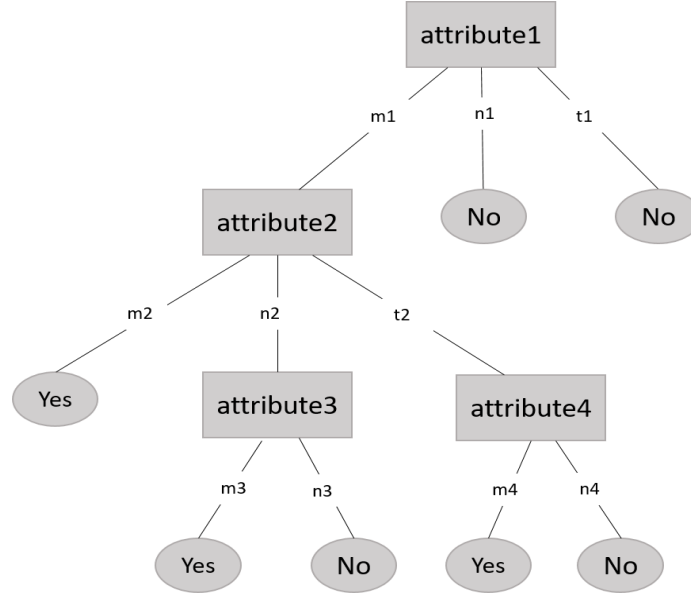 attribute1
m1
n1
t1
attribute2
No
No
m2
n2
t2
Yes
attribute3
attribute4
m3
n3
m4
n4
Yes
No
Yes
No